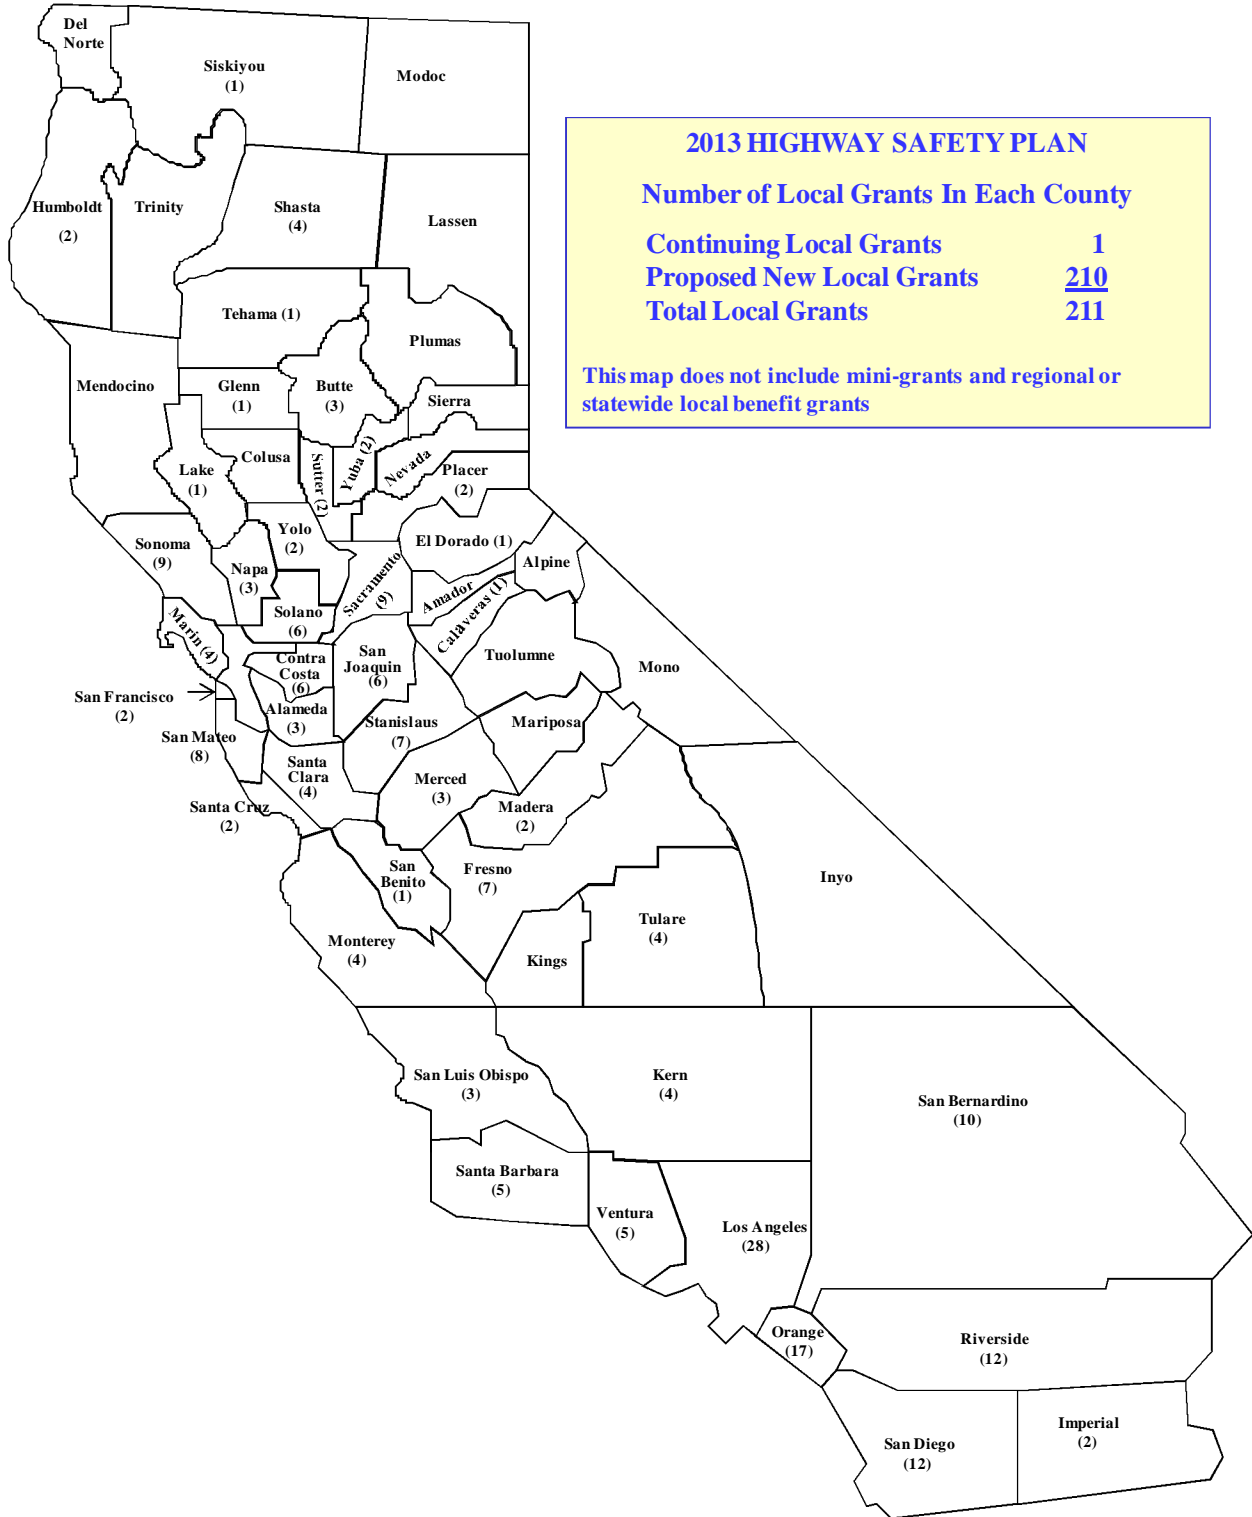 Del
Norte
Siskiyou
(1)
Modoc
2013 HIGHWAY SAFETY PLAN
Number of Local Grants In Each County
Continuing Local Grants 1
Proposed New Local Grants 210
Total Local Grants 211
This map does not include mini-grants and regional or
statewide local benefit grants
Humboldt
(2)
Trinity
Shasta
(4)
Lassen
Tehama (1)
Plumas
Mendocino
Glenn
(1)
Butte
(3)
Sierra
Colusa
Sutter (2)
Yuba (2)
Nevada
Placer
(2)
Lake
(1)
Sonoma
(9)
Yolo
(2)
Napa
(3)
El Dorado (1)
Alpine
Sacramento
(9)
Amador
Calaveras (1)
Solano
(6)
Marin (4)
Contra
Costa
(6)
San
Joaquin
(6)
Tuolumne
Mono
San Francisco
(2)
Alameda
(3)
Stanislaus
(7)
Mariposa
San Mateo
(8)
Santa
Clara
(4)
Merced
(3)
Madera
(2)
Santa Cruz
(2)
San
Benito
(1)
Fresno
(7)
Inyo
Tulare
(4)
Monterey
(4)
Kings
San Luis Obispo
(3)
Kern
(4)
San Bernardino
(10)
Santa Barbara
(5)
Ventura
(5)
Los Angeles
(28)
Orange
(17)
Riverside
(12)
San Diego
(12)
Imperial
(2)